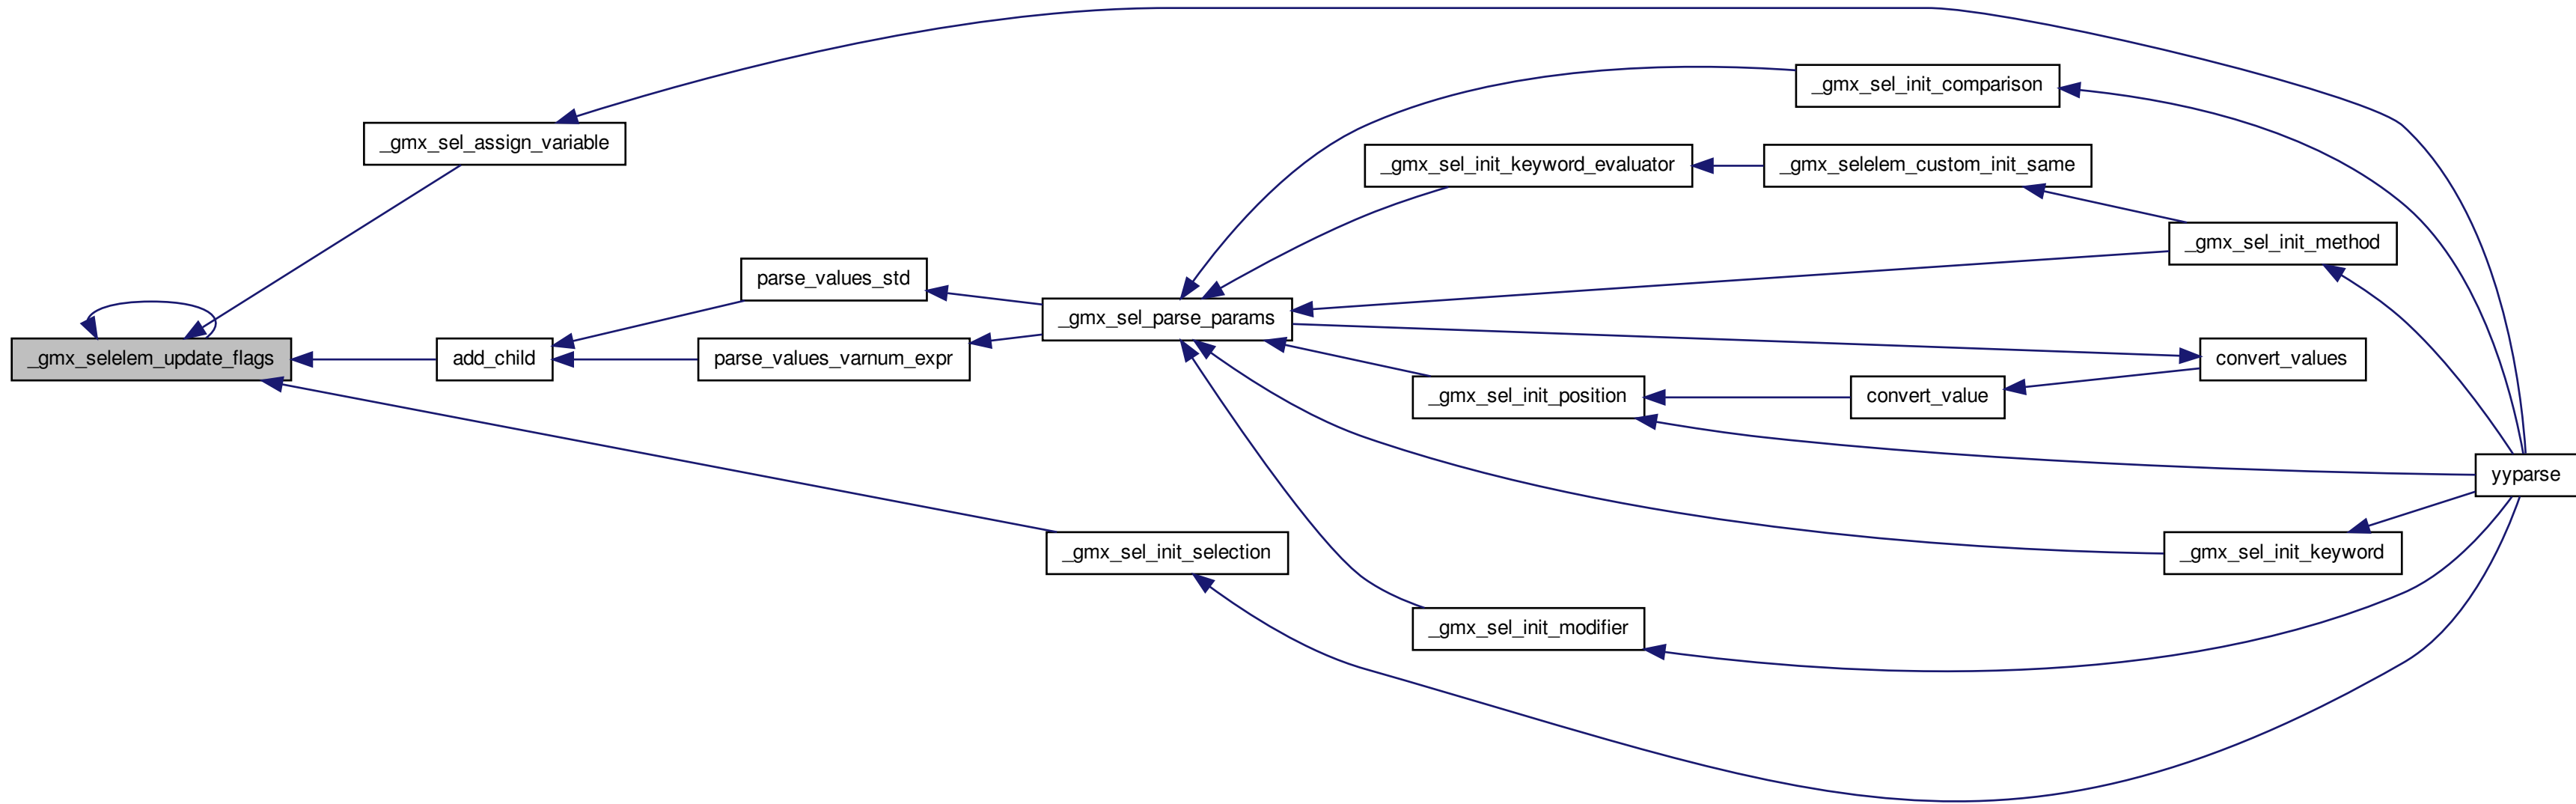 _gmx_sel_init_comparison
_gmx_sel_assign_variable
_gmx_sel_init_keyword_evaluator
_gmx_selelem_custom_init_same
_gmx_sel_init_method
parse_values_std
_gmx_sel_parse_params
_gmx_selelem_update_flags
add_child
parse_values_varnum_expr
convert_values
_gmx_sel_init_position
convert_value
yyparse
_gmx_sel_init_selection
_gmx_sel_init_keyword
_gmx_sel_init_modifier